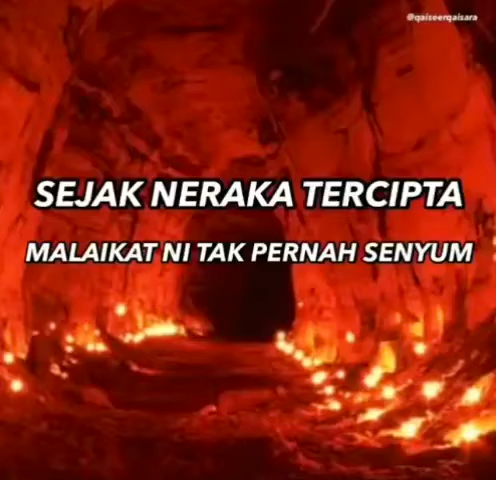 @qaiseerqaisara
SEJAK NERAKA TERCIPTA
MALAIKAT NI TAK PERNAH SENYUM